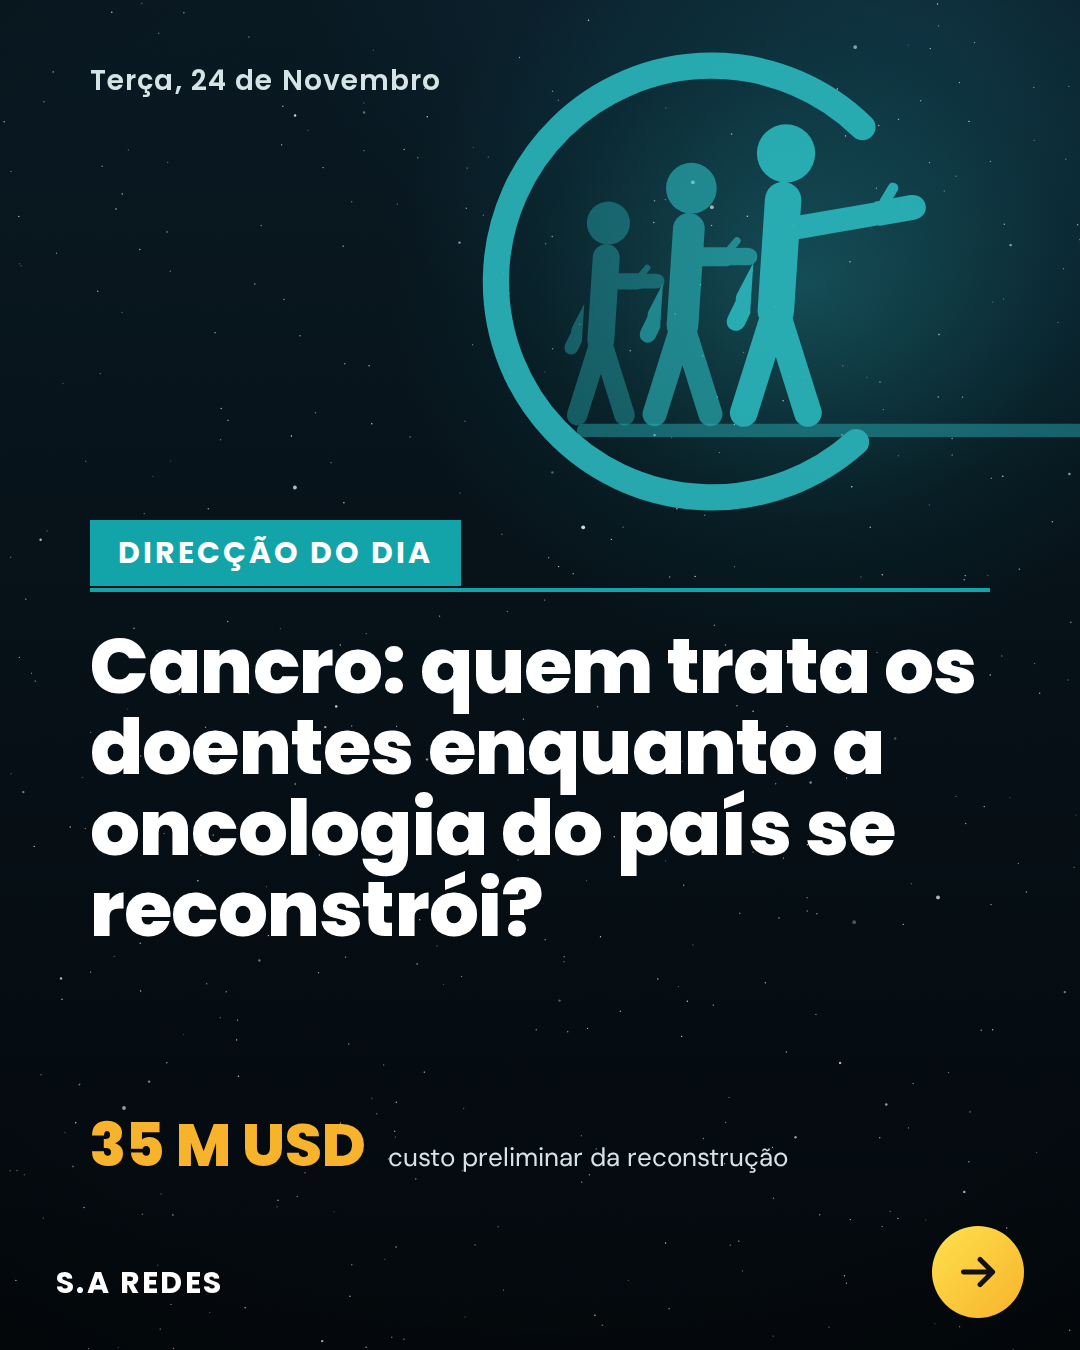 Terça, 24 de Novembro
DIRECÇÃO DO DIA
Cancro: quem trata os
doentes enquanto a
oncologia do país se
reconstrói?
35 M USD custo preliminar da reconstrução
S.A REDES